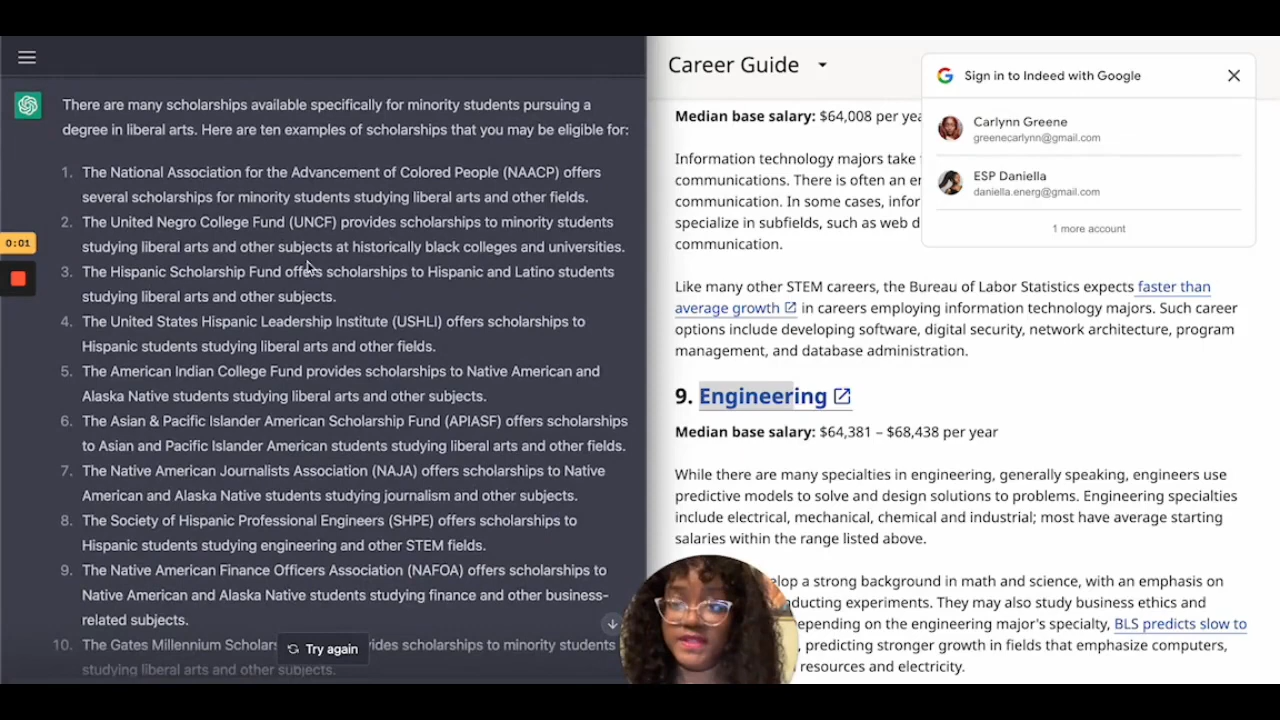 There are many scholarships available specifically for minority students pursuing a
degree in liberal arts. Here are ten examples of scholarships that you may be eligible for:
1. The National Association for the Advancement of Colored People (NAACP) offers
several scholarships for minority students studying liberal arts and other fields.
2. The United Negro College Fund (UNCF) provides scholarships to minority students
studying liberal arts and other subjects at historically black colleges and universities.
0:01
3. The Hispanic Scholarship Fund offers scholarships to Hispanic and Latino students
studying liberal arts and other subjects.
4. The United States Hispanic Leadership Institute (USHLI) offers scholarships to
Hispanic students studying liberal arts and other fields.
5. The American Indian College Fund provides scholarships to Native American and
Alaska Native students studying liberal arts and other subjects.
6. The Asian & Pacific Islander American Scholarship Fund (APIASF) offers scholarships
to Asian and Pacific Islander American students studying liberal arts and other fields.
7. The Native American Journalists Association (NAJA) offers scholarships to Native
American and Alaska Native students studying journalism and other subjects.
8. The Society of Hispanic Professional Engineers (SHPE) offers scholarships to
Hispanic students studying engineering and other STEM fields.
9. The Native American Finance Officers Association (NAFOA) offers scholarships to
Native American and Alaska Native students studying finance and other business-
related subjects.
10. The Gates Millennium Scholars vides scholarships to minority students
studying liberal arts and other subjects.
Try again
Career Guide
Median base salary: $64,008 per yea
Information technology majors take
communications. There is often an en
communication. In some cases, infor
specialize in subfields, such as web d
communication.
Sign in to Indeed with Google
Carlynn Greene
greenecarlynn@gmail.com
ESP Daniella
daniella.energ@gmail.com
1 more account
Like many other STEM careers, the Bureau of Labor Statistics expects faster than
average growth in careers employing information technology majors. Such career
options include developing software, digital security, network architecture, program
management, and database administration.
9. Engineering
Median base salary: $64,381 – $68,438 per year
While there are many specialties in engineering, generally speaking, engineers use
predictive models to solve and design solutions to problems. Engineering specialties
include electrical, mechanical, chemical and industrial; most have average starting
salaries within the range listed above.
elop a strong background in math and science, with an emphasis on
nducting experiments. They may also study business ethics and
epending on the engineering major's specialty, BLS predicts slow to
, predicting stronger growth in fields that emphasize computers,
resources and electricity.